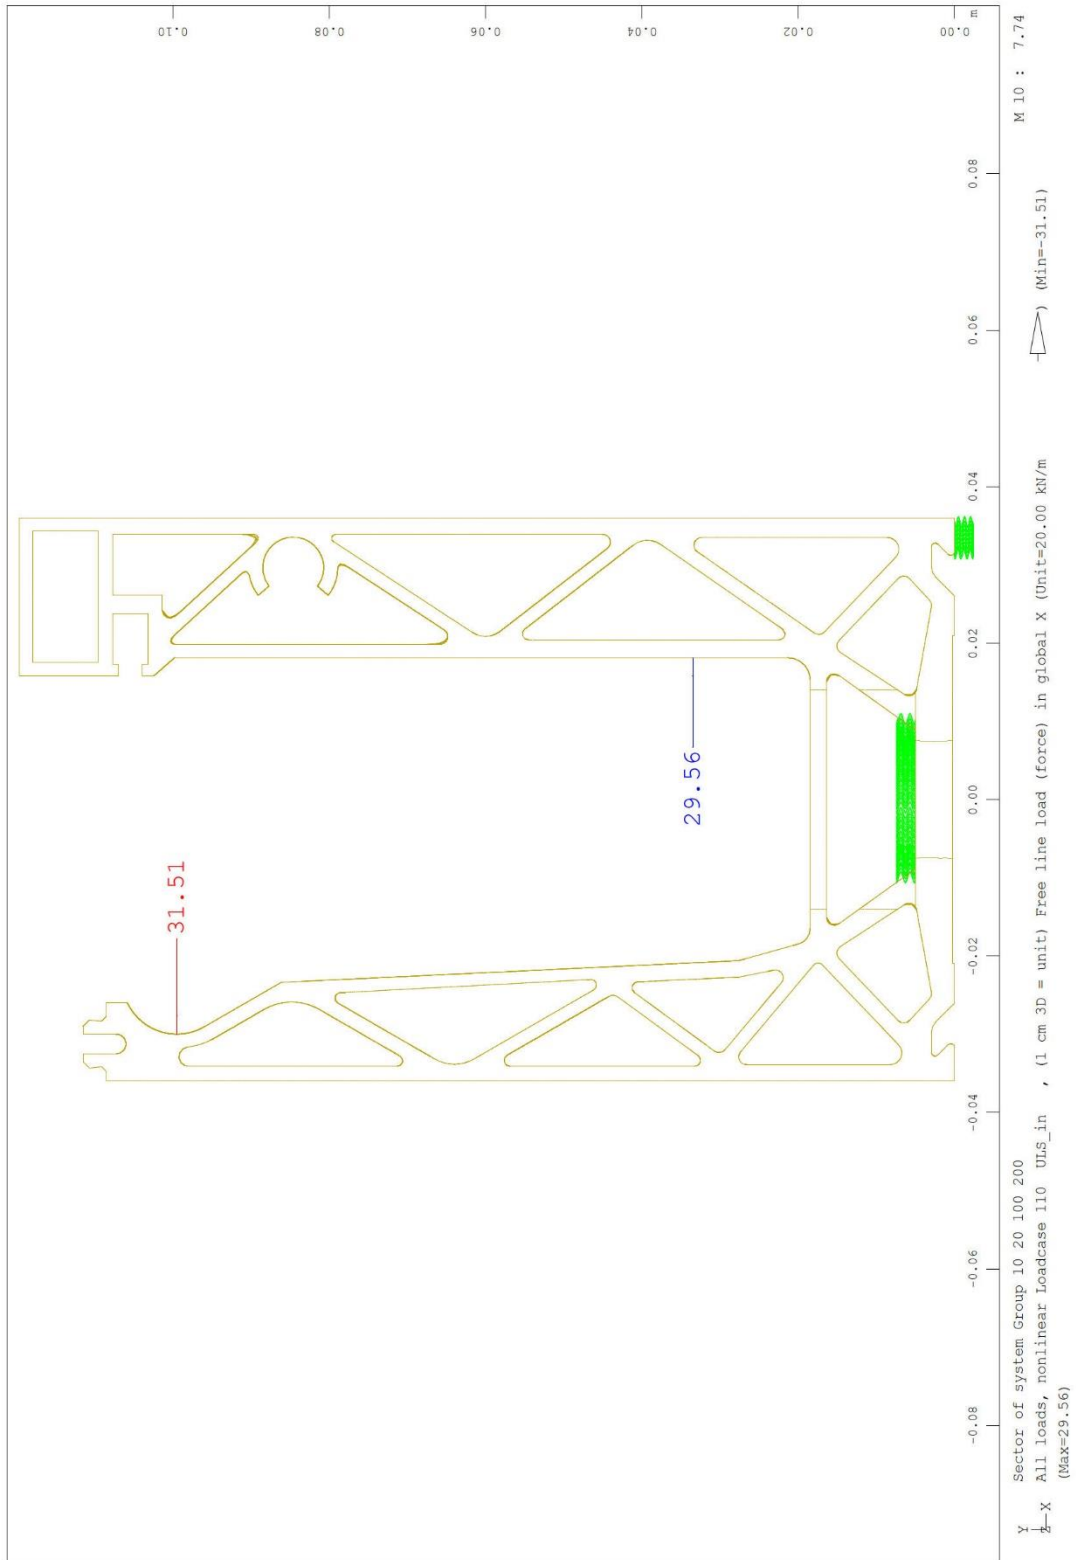 0.10
0.08
0.06
0.04
0.02
0.00
m
31.51
29.56
-0.08
-0.06
-0.04
-0.02
0.00
0.02
0.04
0.06
0.08
M 10 : 7.74
Y
Z X
Sector of system Group 10 20 100 200
All loads, nonlinear Loadcase 110 ULS_in , (1 cm 3D = unit) Free line load (force) in global X (Unit=20.00 kN/m ) (Min=-31.51)
(Max=29.56)